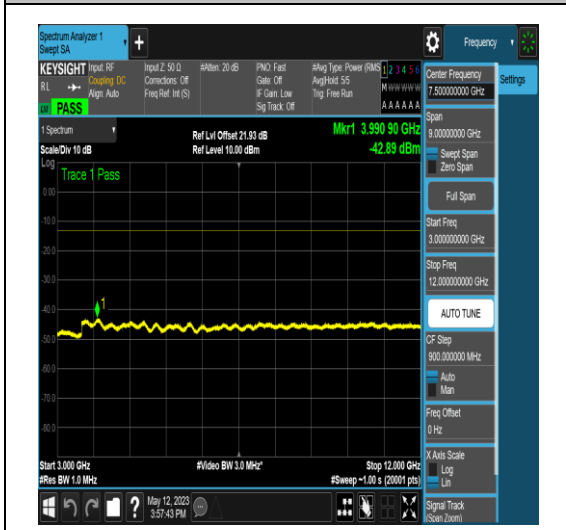 Spectrum Analyzer 1
Swept SA
+
Frequency
KEYSIGHT
Input: RF
Input Z: 50 Ω
#Atten: 20 dB
PNO: Fast
#Avg Type: Power (RMS
1 2 3 4 5 6
RL
Coupling: DC
Corrections: Off
Gate: Off
Avg|Hold: 5/5
M W W W W W
Align: Auto
Freq Ref: Int (S)
IF Gain: Low
Trig: Free Run
Sig Track: Off
A A A A A A
PASS
Center Frequency
7.500000000 GHz
Settings
Span
9.00000000 GHz
Swept Span
Zero Span
Full Span
Start Freq
3.000000000 GHz
Stop Freq
12.000000000 GHz
AUTO TUNE
CF Step
900.000000 MHz
Auto
Man
Freq Offset
0 Hz
X Axis Scale
Log
Lin
Signal Track
(Span Zoom)
1 Spectrum
Scale/Div 10 dB
Ref Lvl Offset 21.93 dB
Ref Level 10.00 dBm
Mkr1 3.990 90 GHz
-42.89 dBm
Log
Trace 1 Pass
0.00
-10.0
-20.0
-30.0
-40.0
1
-50.0
-60.0
-70.0
-80.0
Start 3.000 GHz
#Video BW 3.0 MHz*
Stop 12.000 GHz
#Res BW 1.0 MHz
#Sweep ~1.00 s (20001 pts)
?
May 12, 2023
3:57:43 PM